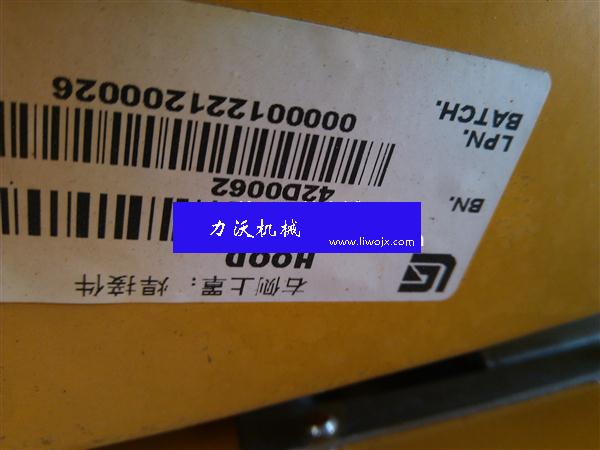 右侧上罩：焊接件
HOOD
BN.
42D0062
LPN.
BATCH.
000001221200026
力沃机械
www.liwojx.com